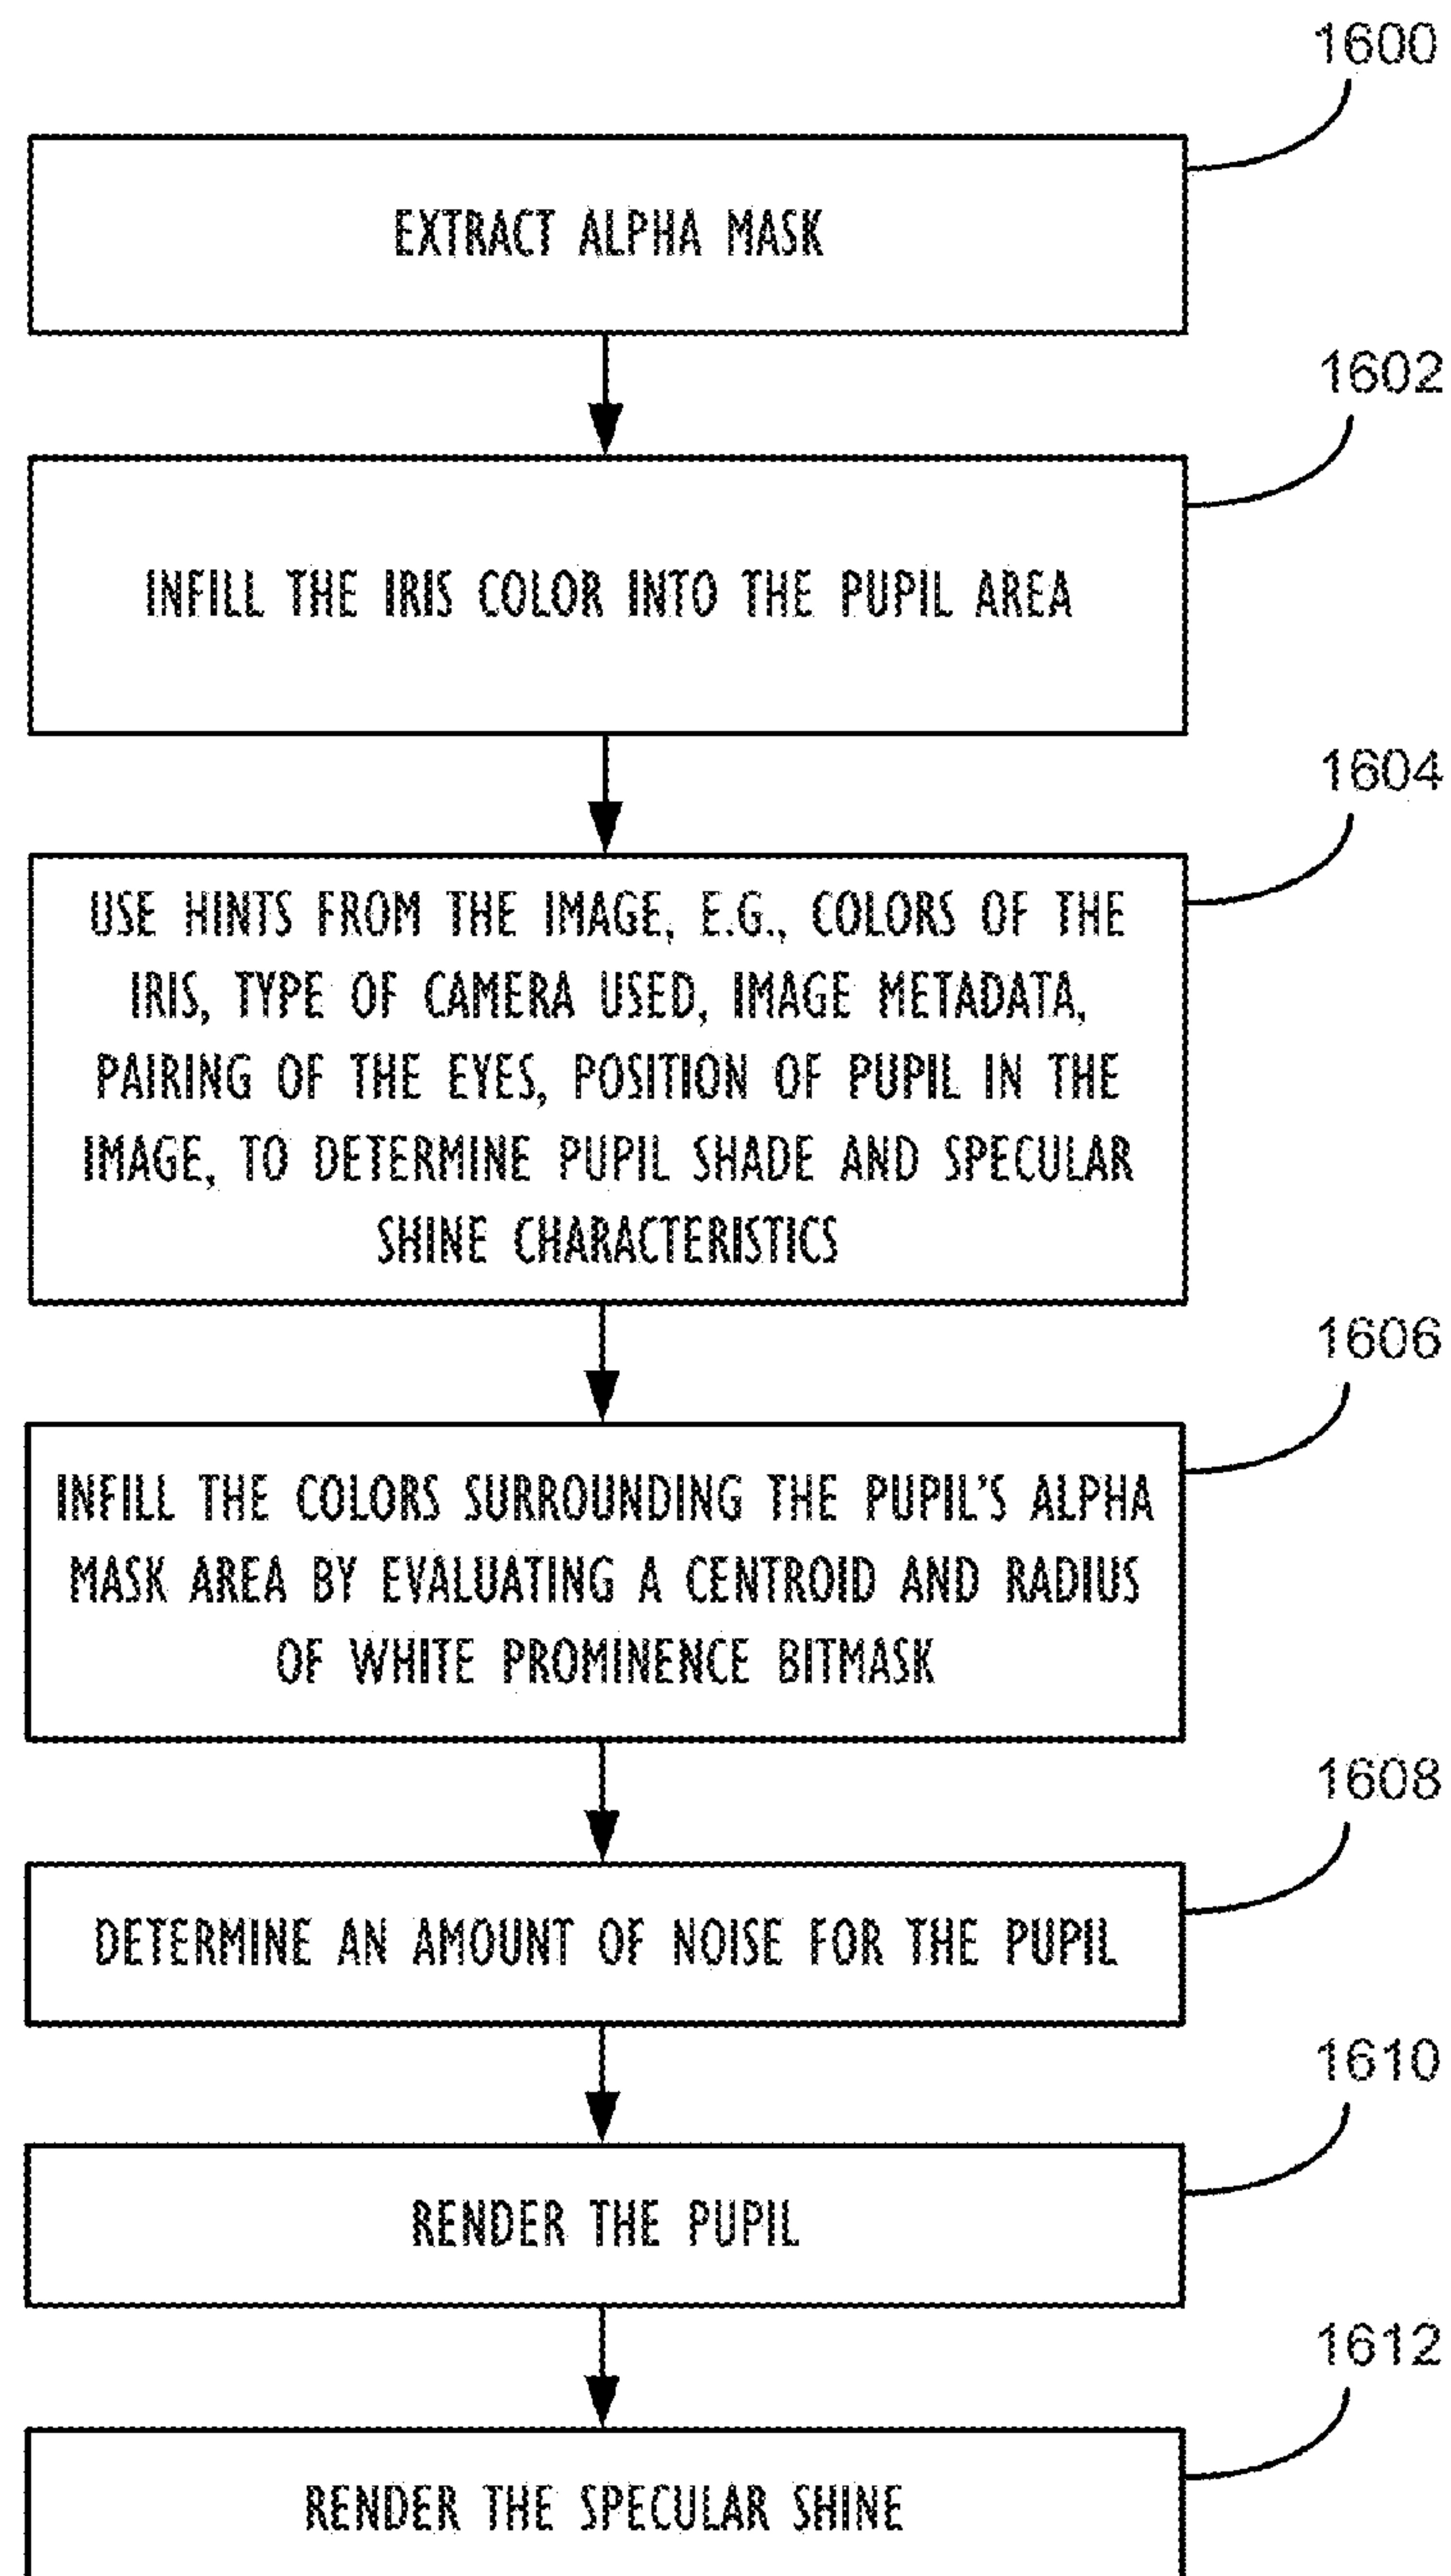 1600
EXTRACT ALPHA MASK
1602
INFILL THE IRIS COLOR INTO THE PUPIL AREA
1604
USE HINTS FROM THE IMAGE, E.G., COLORS OF THE
IRIS, TYPE OF CAMERA USED, IMAGE METADATA,
PAIRING OF THE EYES, POSITION OF PUPIL IN THE
IMAGE, TO DETERMINE PUPIL SHADE AND SPECULAR
SHINE CHARACTERISTICS
1606
INFILL THE COLORS SURROUNDING THE PUPIL'S ALPHA
MASK AREA BY EVALUATING A CENTROID AND RADIUS
OF WHITE PROMINENCE BITMASK
1608
DETERMINE AN AMOUNT OF NOISE FOR THE PUPIL
1610
RENDER THE PUPIL
1612
RENDER THE SPECULAR SHINE